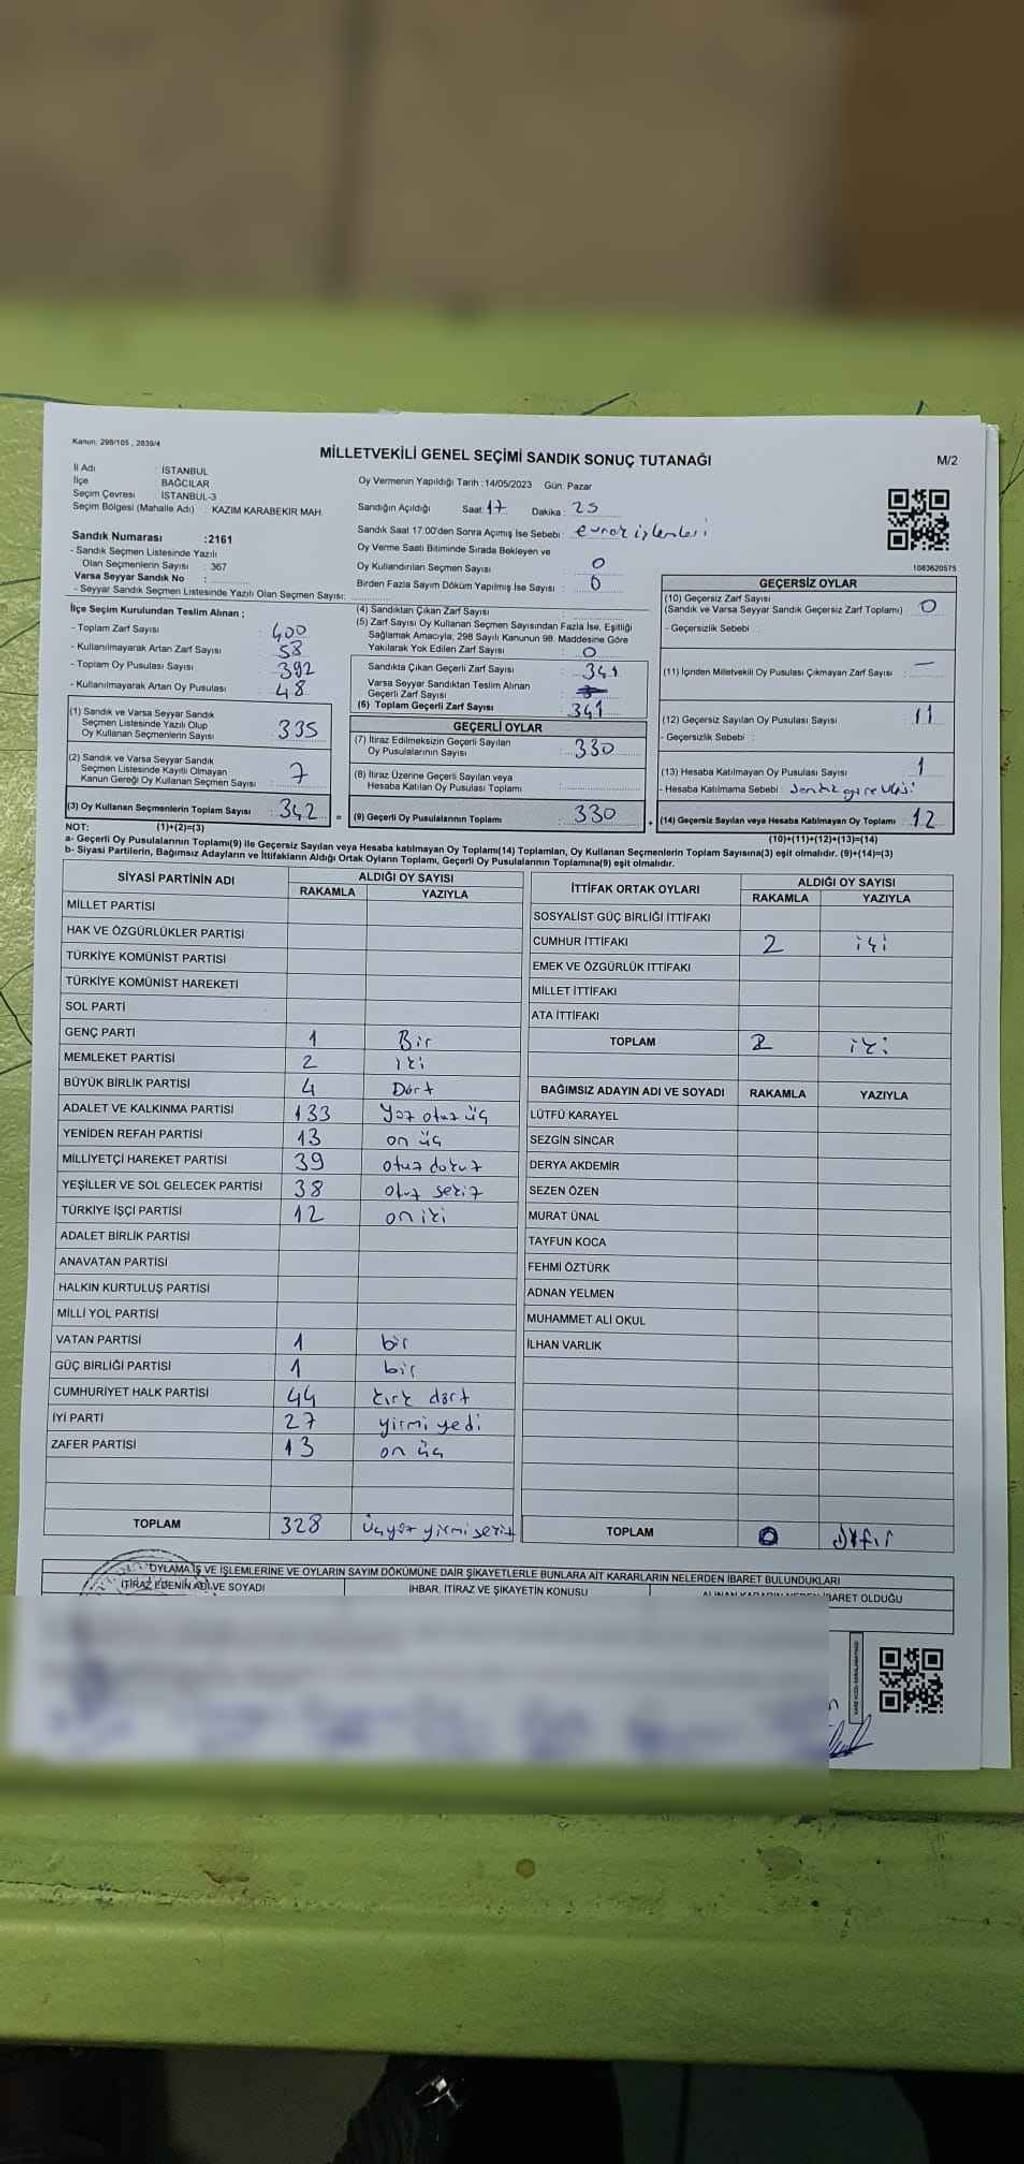 Kanun: 298/105 , 2839/4
MİLLETVEKİLİ GENEL SEÇİMİ SANDIK SONUÇ TUTANAĞI
M/2
İl Adı : İSTANBUL
İlçe BAĞCILAR
Seçim Çevresi İSTANBUL-3
Seçim Bölgesi (Mahalle Adı) : KAZIM KARABEKİR MAH.
Oy Vermenin Yapıldığı Tarih : 14/05/2023 Gün: Pazar
Sandığın Açıldığı Saat: 17 Dakika : 25
Sandık Saat 17:00'den Sonra Açımış İse Sebebi : evrak işlemleri
Oy Verme Saati Bitiminde Sırada Bekleyen ve
Oy Kullandırılan Seçmen Sayısı : 0
Birden Fazla Sayım Döküm Yapılmış İse Sayısı : 0
Sandık Numarası :2161
- Sandık Seçmen Listesinde Yazılı
Olan Seçmenlerin Sayısı : 367
Varsa Seyyar Sandık No :
- Seyyar Sandık Seçmen Listesinde Yazılı Olan Seçmen Sayısı:
1083620575
İlçe Seçim Kurulundan Teslim Alınan ;
- Toplam Zarf Sayısı : 400
- Kullanılmayarak Artan Zarf Sayısı : 58
- Toplam Oy Pusulası Sayısı : 392
- Kullanılmayarak Artan Oy Pusulası : 48
(1) Sandık ve Varsa Seyyar Sandık
Seçmen Listesinde Yazılı Olup
Oy Kullanan Seçmenlerin Sayısı : 335
(2) Sandık ve Varsa Seyyar Sandık
Seçmen Listesinde Kayıtlı Olmayan
Kanun Gereği Oy Kullanan Seçmen Sayısı : 7
(3) Oy Kullanan Seçmenlerin Toplam Sayısı : 342
(4) Sandıktan Çıkan Zarf Sayısı :
(5) Zarf Sayısı Oy Kullanan Seçmen Sayısından Fazla İse, Eşitliği
Sağlamak Amacıyla, 298 Sayılı Kanunun 98. Maddesine Göre
Yakılarak Yok Edilen Zarf Sayısı : 0
Sandıkta Çıkan Geçerli Zarf Sayısı : 341
Varsa Seyyar Sandıktan Teslim Alınan
Geçerli Zarf Sayısı
(6) Toplam Geçerli Zarf Sayısı : 341
GEÇERLİ OYLAR
(7) İtiraz Edilmeksizin Geçerli Sayılan
Oy Pusulalarının Sayısı : 330
(8) İtiraz Üzerine Geçerli Sayılan veya
Hesaba Katılan Oy Pusulası Toplamı :
= (9) Geçerli Oy Pusulalarının Toplamı : 330
GEÇERSİZ OYLAR
(10) Geçersiz Zarf Sayısı
(Sandık ve Varsa Seyyar Sandık Geçersiz Zarf Toplamı) : 0
- Geçersizlik Sebebi
(11) İçinden Milletvekili Oy Pusulası Çıkmayan Zarf Sayısı : —
(12) Geçersiz Sayılan Oy Pusulası Sayısı : 11
- Geçersizlik Sebebi :
(13) Hesaba Katılmayan Oy Pusulası Sayısı : 1
- Hesaba Katılmama Sebebi : Sandık görevlisi
+ (14) Geçersiz Sayılan veya Hesaba Katılmayan Oy Toplamı : 12
NOT: (1)+(2)=(3)
(10)+(11)+(12)+(13)=(14)
a- Geçerli Oy Pusulalarının Toplamı(9) ile Geçersiz Sayılan veya Hesaba katılmayan Oy Toplamı(14) Toplamları, Oy Kullanan Seçmenlerin Toplam Sayısına(3) eşit olmalıdır. (9)+(14)=(3)
b- Siyasi Partilerin, Bağımsız Adayların ve İttifakların Aldığı Ortak Oyların Toplamı, Geçerli Oy Pusulalarının Toplamına(9) eşit olmalıdır.
SİYASİ PARTİNİN ADI ALDIĞI OY SAYISI
RAKAMLA YAZIYLA
MİLLET PARTİSİ
HAK VE ÖZGÜRLÜKLER PARTİSİ
TÜRKİYE KOMÜNİST PARTİSİ
TÜRKİYE KOMÜNİST HAREKETİ
SOL PARTİ
GENÇ PARTİ 1 Bir
MEMLEKET PARTİSİ 2 iki
BÜYÜK BİRLİK PARTİSİ 4 Dört
ADALET VE KALKINMA PARTİSİ 133 Yüz otuz üç
YENİDEN REFAH PARTİSİ 13 on üç
MİLLİYETÇİ HAREKET PARTİSİ 39 otuz dokuz
YEŞİLLER VE SOL GELECEK PARTİSİ 38 otuz sekiz
TÜRKİYE İŞÇİ PARTİSİ 12 on iki
ADALET BİRLİK PARTİSİ
ANAVATAN PARTİSİ
HALKIN KURTULUŞ PARTİSİ
MİLLİ YOL PARTİSİ
VATAN PARTİSİ 1 bir
GÜÇ BİRLİĞİ PARTİSİ 1 bir
CUMHURİYET HALK PARTİSİ 44 kırk dört
İYİ PARTİ 27 yirmi yedi
ZAFER PARTİSİ 13 on üç
TOPLAM 328 Üçyüz yirmi sekiz
İTTİFAK ORTAK OYLARI ALDIĞI OY SAYISI
RAKAMLA YAZIYLA
SOSYALİST GÜÇ BİRLİĞİ İTTİFAKI
CUMHUR İTTİFAKI 2 iki
EMEK VE ÖZGÜRLÜK İTTİFAKI
MİLLET İTTİFAKI
ATA İTTİFAKI
TOPLAM 2 iki
BAĞIMSIZ ADAYIN ADI VE SOYADI RAKAMLA YAZIYLA
LÜTFÜ KARAYEL
SEZGİN SİNCAR
DERYA AKDEMİR
SEZEN ÖZEN
MURAT ÜNAL
TAYFUN KOCA
FEHMİ ÖZTÜRK
ADNAN YELMEN
MUHAMMET ALİ OKUL
İLHAN VARLIK
TOPLAM 0 sıfır
OYLAMA İŞ VE İŞLEMLERİNE VE OYLARIN SAYIM DÖKÜMÜNE DAİR ŞİKAYETLERLE BUNLARA AİT KARARLARIN NELERDEN İBARET BULUNDUKLARI
İTİRAZ EDENİN ADI VE SOYADI İHBAR, İTİRAZ VE ŞİKAYETİN KONUSU ALINAN KARARIN NEDEN İBARET OLDUĞU